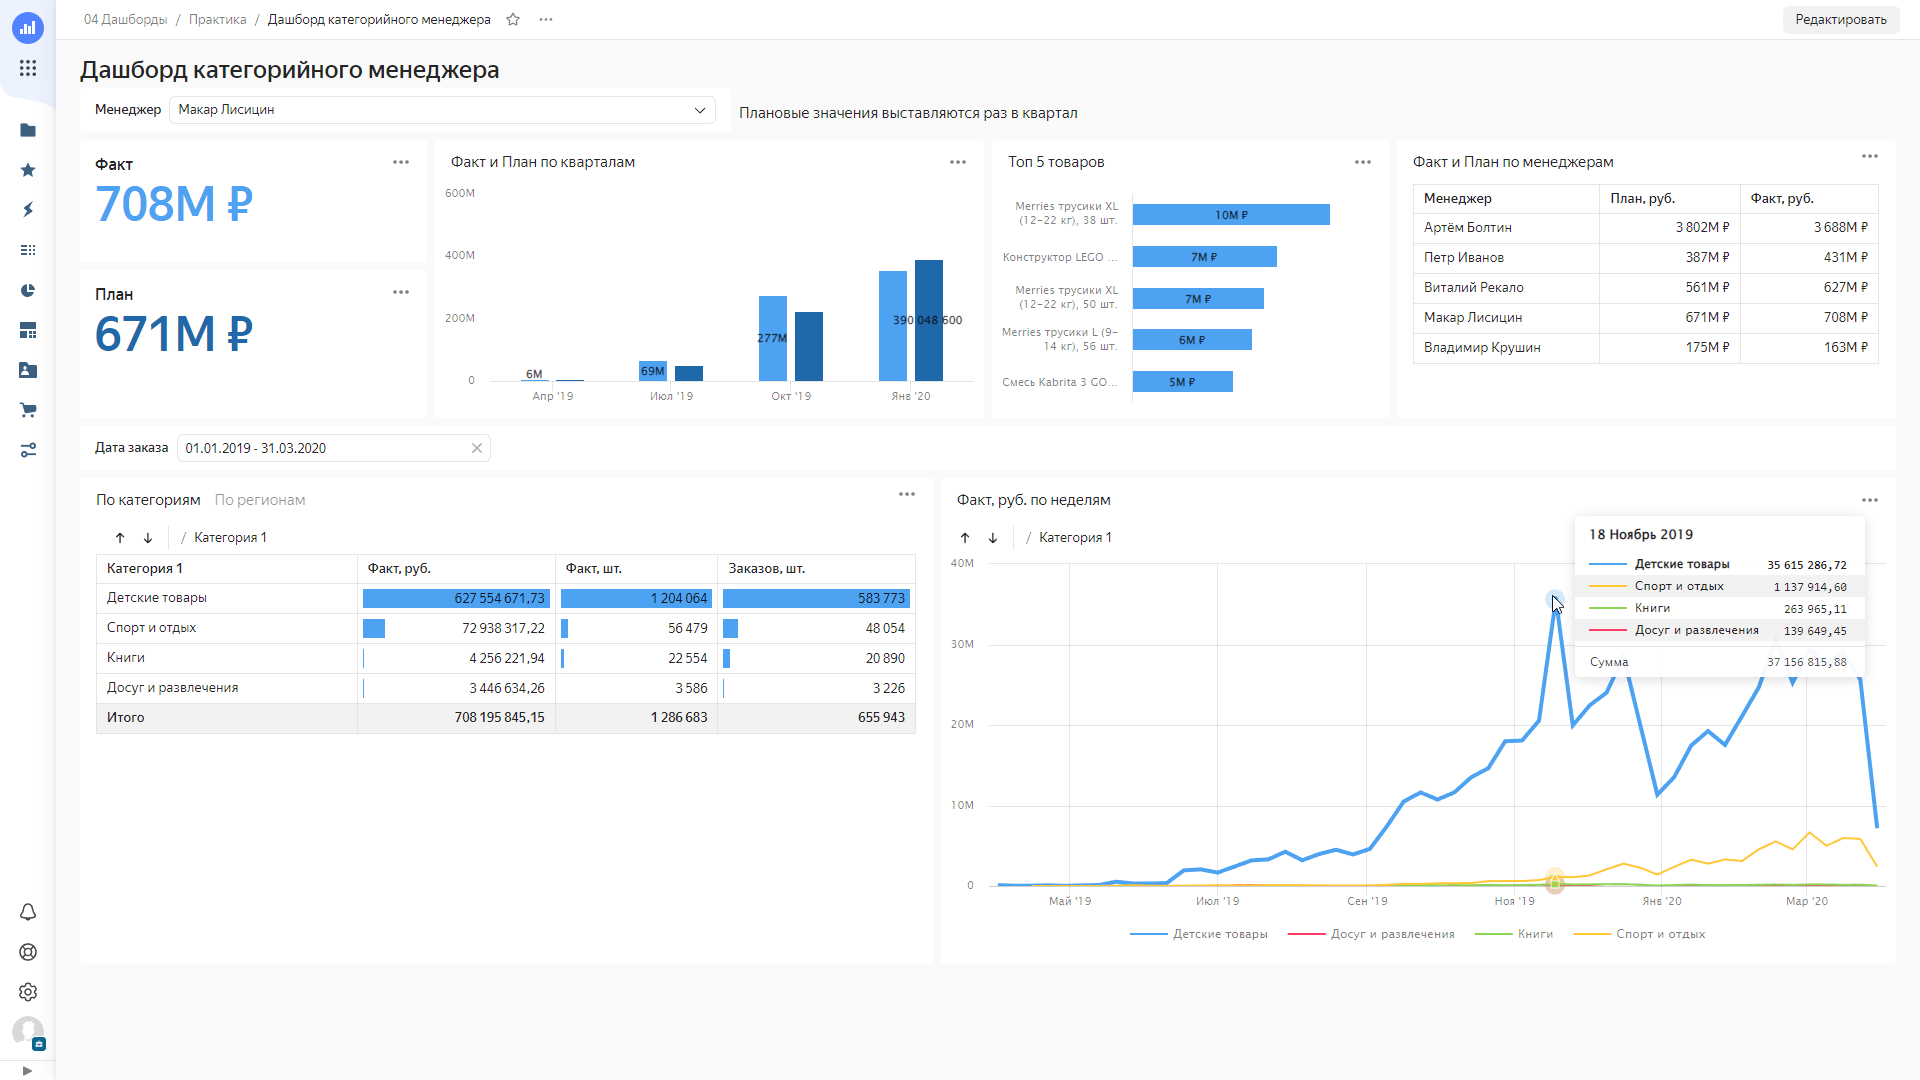 04 Дашборды / Практика / Дашборд категорийного менеджера
Редактировать
Дашборд категорийного менеджера
Менеджер
Макар Лисицин
Плановые значения выставляются раз в квартал
Факт
708M ₽
План
671M ₽
Факт и План по кварталам
600M
400M
200M
0
6M
69M
277M
390 048 600
Апр '19
Июл '19
Окт '19
Янв '20
Топ 5 товаров
Merries трусики XL
(12–22 кг), 38 шт.
10M ₽
Конструктор LEGO ...
7M ₽
Merries трусики XL
(12–22 кг), 50 шт.
7M ₽
Merries трусики L (9–
14 кг), 56 шт.
6M ₽
Смесь Kabrita 3 GO...
5M ₽
Факт и План по менеджерам
Менеджер План, руб. Факт, руб.
Артём Болтин 3 802M ₽ 3 688M ₽
Петр Иванов 387M ₽ 431M ₽
Виталий Рекало 561M ₽ 627M ₽
Макар Лисицин 671M ₽ 708M ₽
Владимир Крушин 175M ₽ 163M ₽
Дата заказа
01.01.2019 - 31.03.2020
По категориям По регионам
/ Категория 1
Категория 1 Факт, руб. Факт, шт. Заказов, шт.
Детские товары 627 554 671,73 1 204 064 583 773
Спорт и отдых 72 938 317,22 56 479 48 054
Книги 4 256 221,94 22 554 20 890
Досуг и развлечения 3 446 634,26 3 586 3 226
Итого 708 195 845,15 1 286 683 655 943
Факт, руб. по неделям
/ Категория 1
40M
30M
20M
10M
0
18 Ноябрь 2019
Детские товары 35 615 286,72
Спорт и отдых 1 137 914,60
Книги 263 965,11
Досуг и развлечения 139 649,45
Сумма 37 156 815,88
Май '19
Июл '19
Сен '19
Ноя '19
Янв '20
Мар '20
Детские товары
Досуг и развлечения
Книги
Спорт и отдых